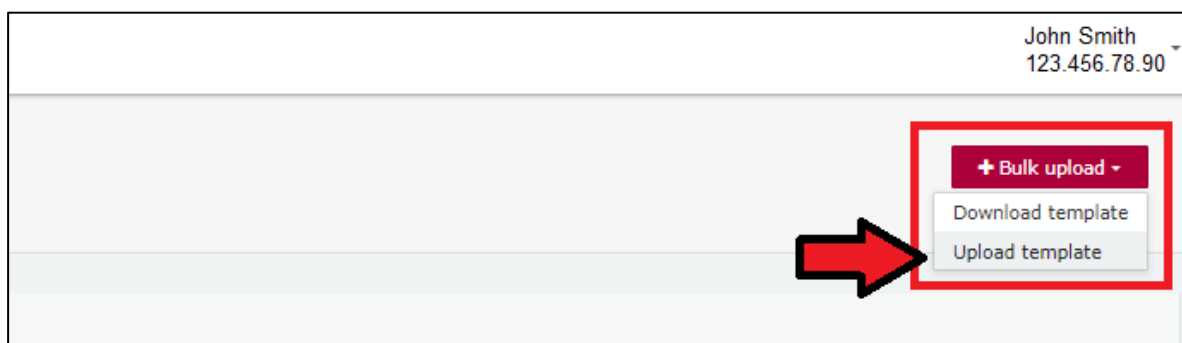 John Smith
123.456.78.90
+ Bulk upload
Download template
Upload template